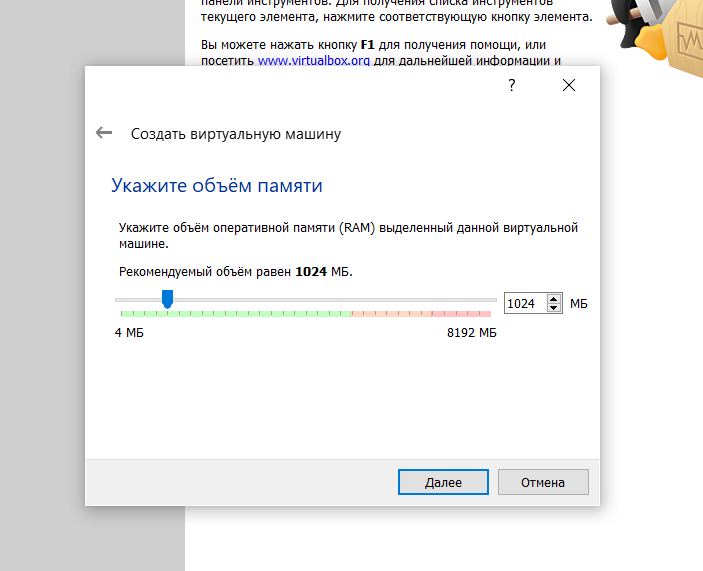 панели инструментов. Для получения списка инструментов
текущего элемента, нажмите соответствующую кнопку элемента.
Вы можете нажать кнопку F1 для получения помощи, или
посетить www.virtualbox.org для дальнейшей информации и
?
Создать виртуальную машину
Укажите объём памяти
Укажите объём оперативной памяти (RAM) выделенный данной виртуальной
машине.
Рекомендуемый объём равен 1024 МБ.
1024 МБ
4 МБ 8192 МБ
Далее Отмена